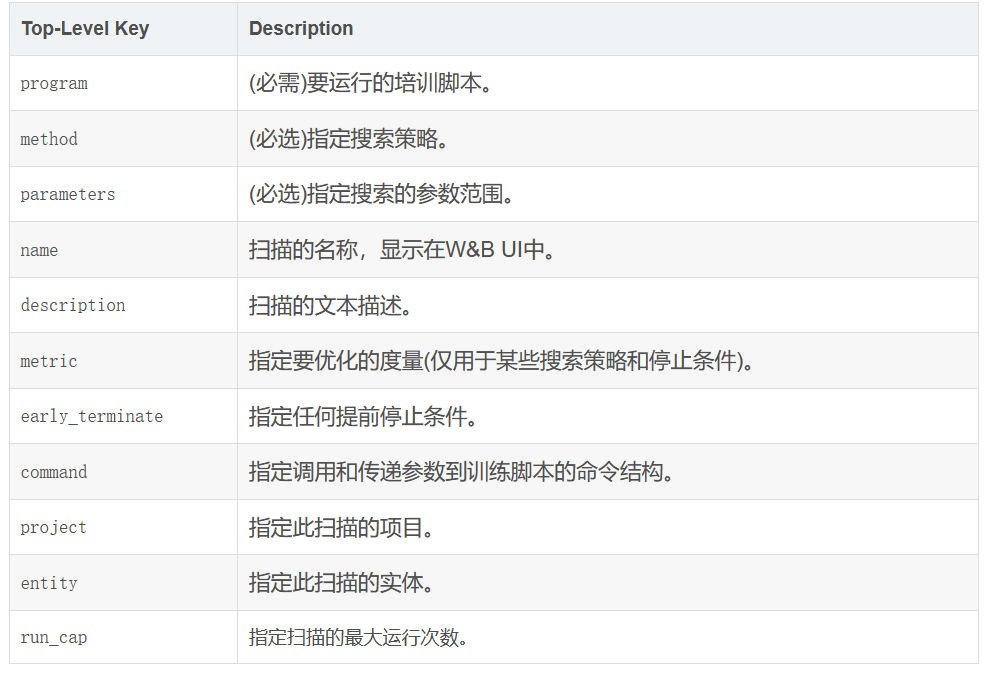 Top-Level Key Description
program (必需)要运行的培训脚本。
method (必选)指定搜索策略。
parameters (必选)指定搜索的参数范围。
name 扫描的名称，显示在W&B UI中。
description 扫描的文本描述。
metric 指定要优化的度量(仅用于某些搜索策略和停止条件)。
early_terminate 指定任何提前停止条件。
command 指定调用和传递参数到训练脚本的命令结构。
project 指定此扫描的项目。
entity 指定此扫描的实体。
run_cap 指定扫描的最大运行次数。